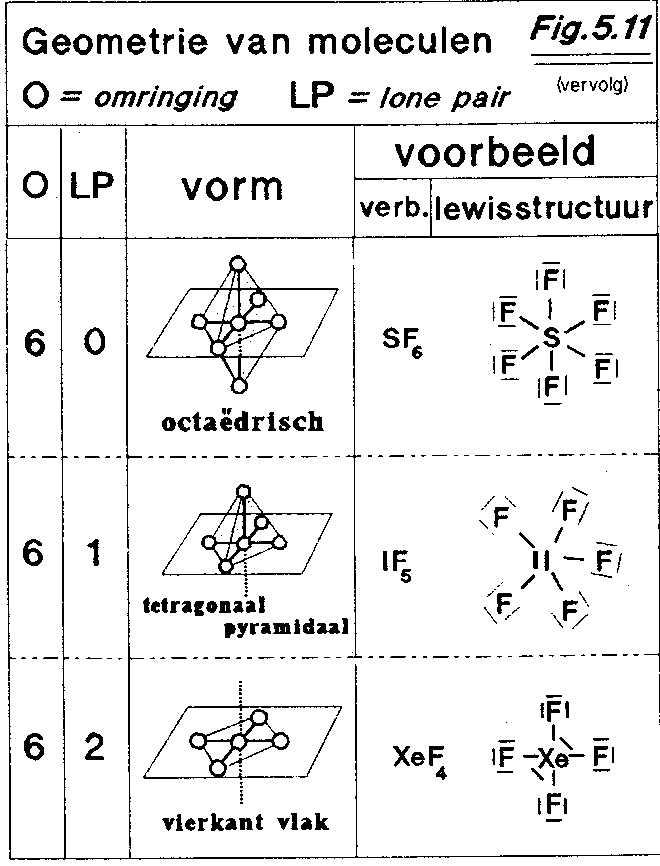 Geometrie van moleculen Fig.5.11
(vervolg)
O = omringing LP = lone pair
O LP vorm voorbeeld
verb. lewisstructuur
6 0 octaëdrisch SF6
F
F F
S
F F
F
6 1 tetragonaal pyramidaal IF5
F F
I F
F F
6 2 vierkant vlak XeF4
F
F Xe F
F